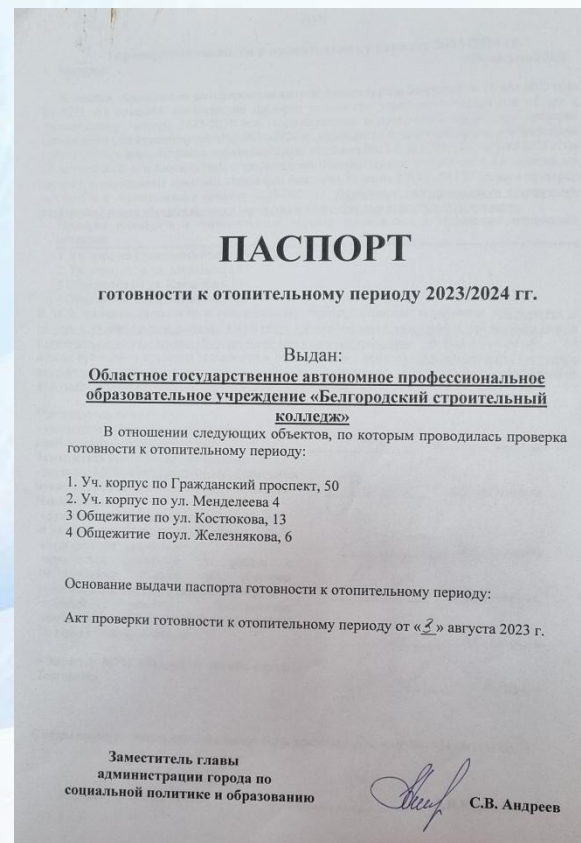 ПАСПОРТ
готовности к отопительному периоду 2023/2024 гг.
Выдан:
Областное государственное автономное профессиональное
образовательное учреждение «Белгородский строительный
колледж»
В отношении следующих объектов, по которым проводилась проверка
готовности к отопительному периоду:
1. Уч. корпус по Гражданский проспект, 50
2. Уч. корпус по ул. Менделеева 4
3 Общежитие по ул. Костюкова, 13
4 Общежитие поул. Железнякова, 6
Основание выдачи паспорта готовности к отопительному периоду:
Акт проверки готовности к отопительному периоду от «3» августа 2023 г.
Заместитель главы
администрации города по
социальной политике и образованию
С.В. Андреев